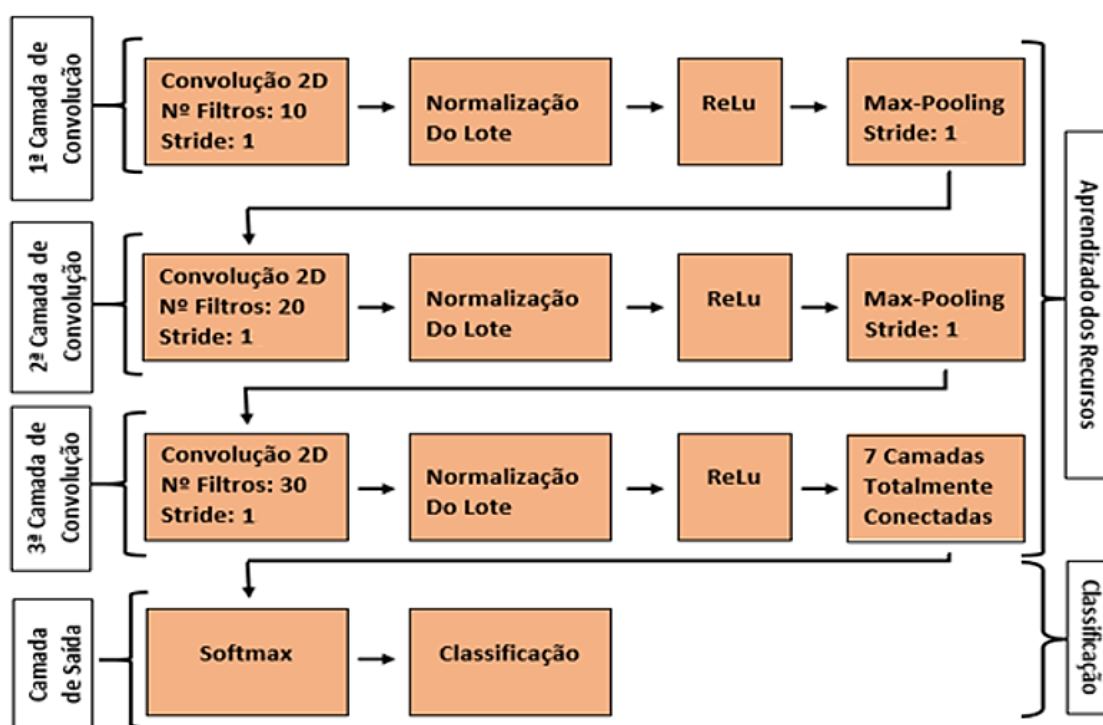 1ª Camada de
Convolução
Convolução 2D
Nº Filtros: 10
Stride: 1
Normalização
Do Lote
ReLu
Max-Pooling
Stride: 1
Aprendizado dos Recursos
2ª Camada de
Convolução
Convolução 2D
Nº Filtros: 20
Stride: 1
Normalização
Do Lote
ReLu
Max-Pooling
Stride: 1
3ª Camada de
Convolução
Convolução 2D
Nº Filtros: 30
Stride: 1
Normalização
Do Lote
ReLu
7 Camadas
Totalmente
Conectadas
Camada
de Saída
Softmax
Classificação
Classificação